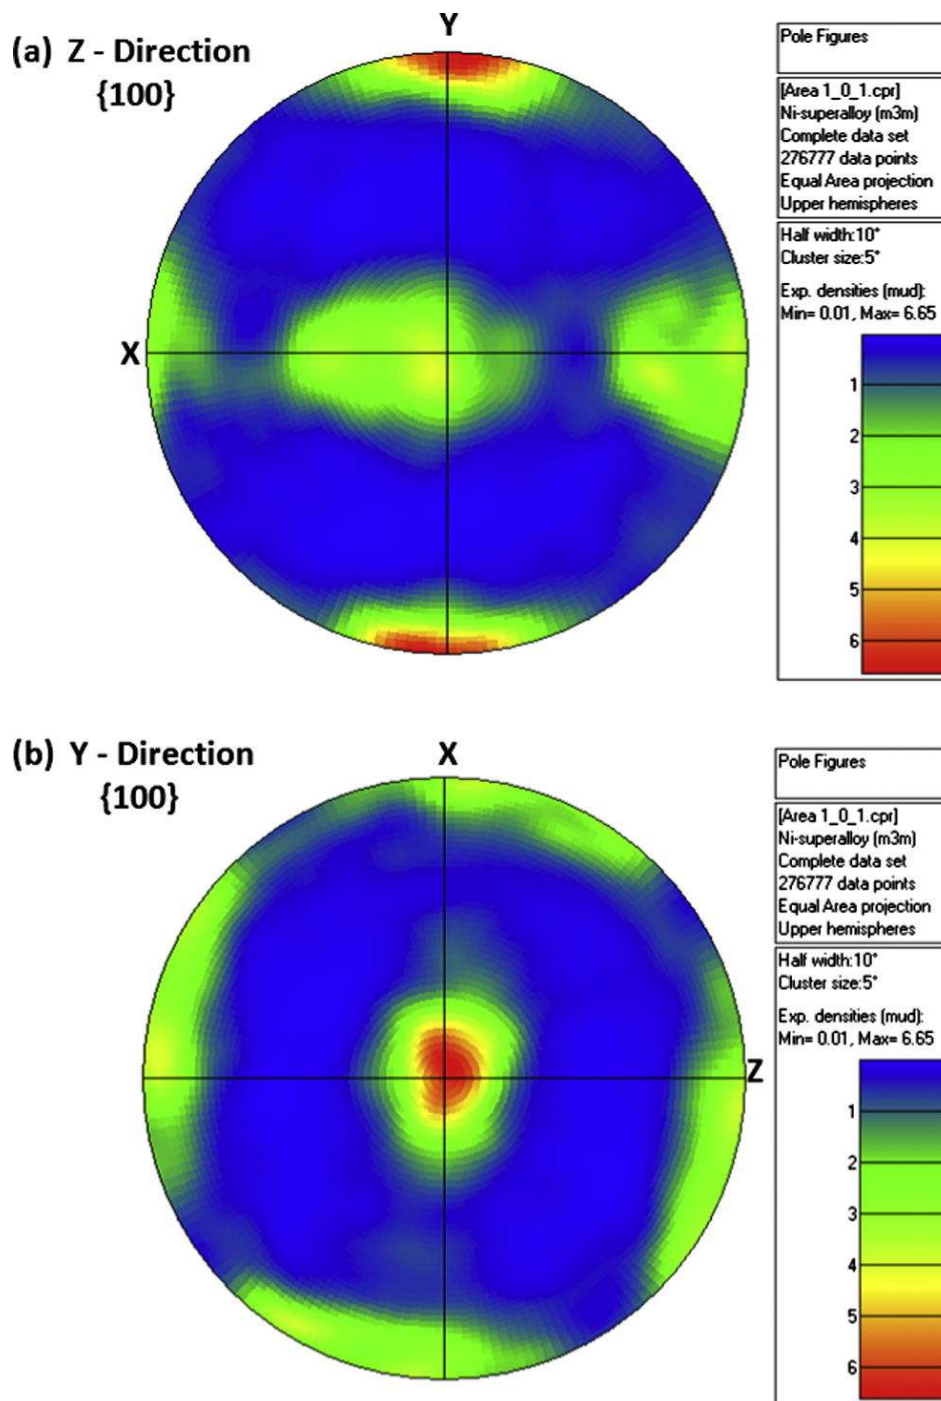 (a) Z - Direction
{100}
Y
X
Pole Figures
[Area 1_0_1.cpr]
Ni-superalloy (m3m)
Complete data set
276777 data points
Equal Area projection
Upper hemispheres
Half width:10°
Cluster size:5°
Exp. densities (mud):
Min= 0.01, Max= 6.65
1
2
3
4
5
6
(b) Y - Direction
{100}
X
Z
Pole Figures
[Area 1_0_1.cpr]
Ni-superalloy (m3m)
Complete data set
276777 data points
Equal Area projection
Upper hemispheres
Half width:10°
Cluster size:5°
Exp. densities (mud):
Min= 0.01, Max= 6.65
1
2
3
4
5
6